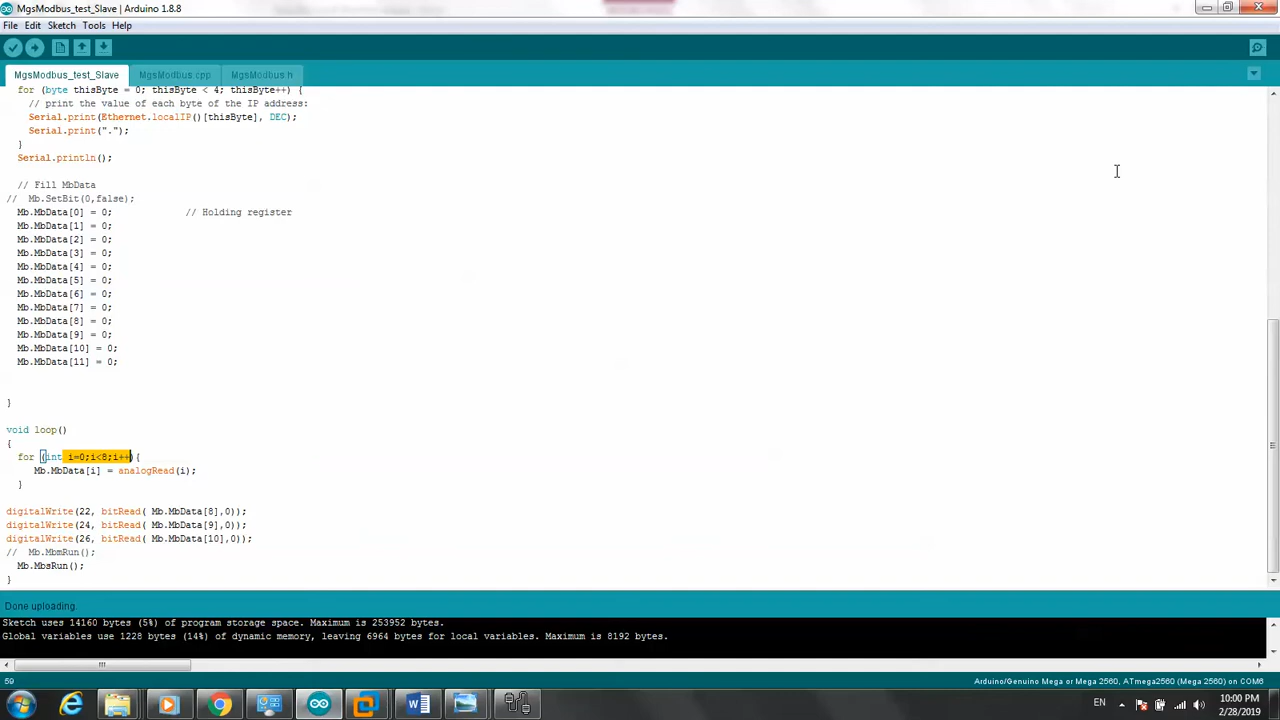 MgsModbus_test_Slave | Arduino 1.8.8
File Edit Sketch Tools Help
MgsModbus_test_Slave MgsModbus.cpp MgsModbus.h
for (byte thisByte = 0; thisByte < 4; thisByte++) {
// print the value of each byte of the IP address:
Serial.print(Ethernet.localIP()[thisByte], DEC);
Serial.print(".");
}
Serial.println();
// Fill MbData
// Mb.SetBit(0,false);
Mb.MbData[0] = 0; // Holding register
Mb.MbData[1] = 0;
Mb.MbData[2] = 0;
Mb.MbData[3] = 0;
Mb.MbData[4] = 0;
Mb.MbData[5] = 0;
Mb.MbData[6] = 0;
Mb.MbData[7] = 0;
Mb.MbData[8] = 0;
Mb.MbData[9] = 0;
Mb.MbData[10] = 0;
Mb.MbData[11] = 0;
}
void loop()
{
for (int i=0;i<8;i++){
Mb.MbData[i] = analogRead(i);
}
digitalWrite(22, bitRead( Mb.MbData[8],0));
digitalWrite(24, bitRead( Mb.MbData[9],0));
digitalWrite(26, bitRead( Mb.MbData[10],0));
// Mb.MbmRun();
Mb.MbsRun();
}
Done uploading.
Sketch uses 14160 bytes (5%) of program storage space. Maximum is 253952 bytes.
Global variables use 1228 bytes (14%) of dynamic memory, leaving 6964 bytes for local variables. Maximum is 8192 bytes.
59 Arduino/Genuino Mega or Mega 2560, ATmega2560 (Mega 2560) on COM6
EN 10:00 PM
2/28/2019